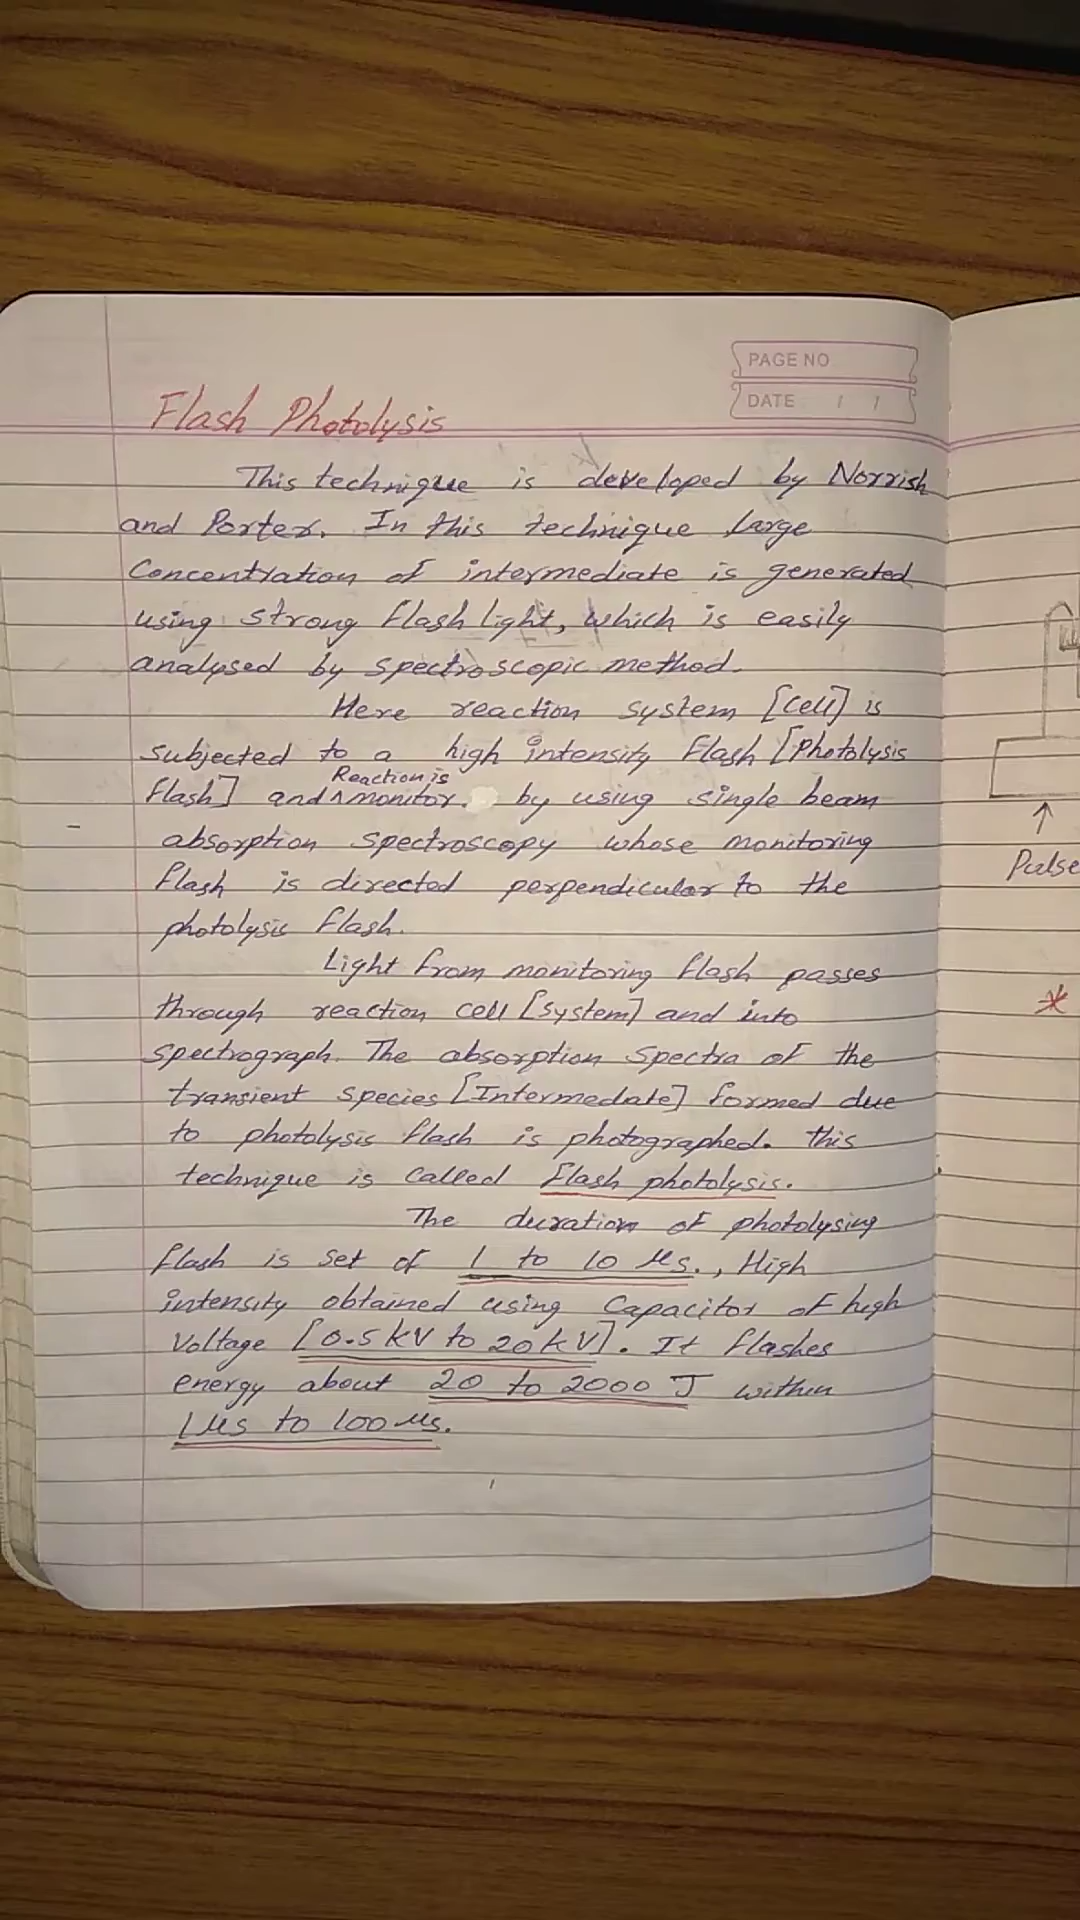 PAGE NO
DATE / /
Flash Photolysis
This technique is developed by Norrish
and Porter. In this technique large
Concentration of intermediate is generated
using strong flash light, which is easily
analysed by spectroscopic method.
Here reaction system [Cell] is
subjected to a high intensity Flash [Photolysis
Reaction is
Flash] and ^ monitor. by using single beam
absorption spectroscopy whose monitoring
flash is directed perpendicular to the
photolysis flash.
Light from monitoring flash passes
through reaction cell [system] and into
spectrograph. The absorption spectra of the
transient species [Intermedate] formed due
to photolysis flash is photographed. This
technique is called Flash photolysis.
The duration of photolysing
flash is set of 1 to 10 μs., High
intensity obtained using Capacitor of high
Voltage [0.5 kV to 20 kV]. It flashes
energy about 20 to 2000 J within
1 μs to 100 μs.
Pulse